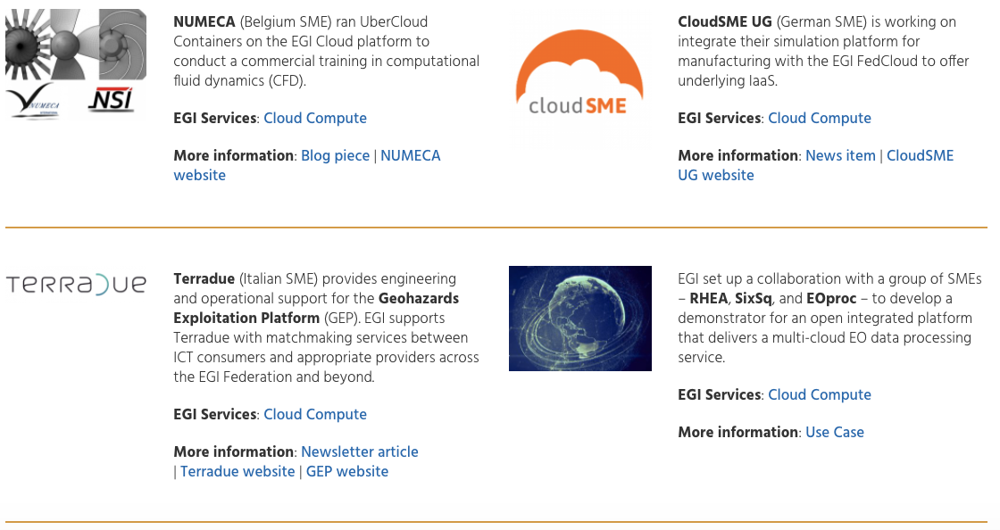 NUMECA (Belgium SME) ran UberCloud
Containers on the EGI Cloud platform to
conduct a commercial training in computational
fluid dynamics (CFD).
NUMECA
NSI
EGI Services: Cloud Compute
More information: Blog piece | NUMECA
website
cloudSME
CloudSME UG (German SME) is working on
integrate their simulation platform for
manufacturing with the EGI FedCloud to offer
underlying IaaS.
EGI Services: Cloud Compute
More information: News item | CloudSME
UG website
TERRADUE
Terradue (Italian SME) provides engineering
and operational support for the Geohazards
Exploitation Platform (GEP). EGI supports
Terradue with matchmaking services between
ICT consumers and appropriate providers across
the EGI Federation and beyond.
EGI Services: Cloud Compute
More information: Newsletter article
| Terradue website | GEP website
EGI set up a collaboration with a group of SMEs
– RHEA, SixSq, and EOproc – to develop a
demonstrator for an open integrated platform
that delivers a multi-cloud EO data processing
service.
EGI Services: Cloud Compute
More information: Use Case